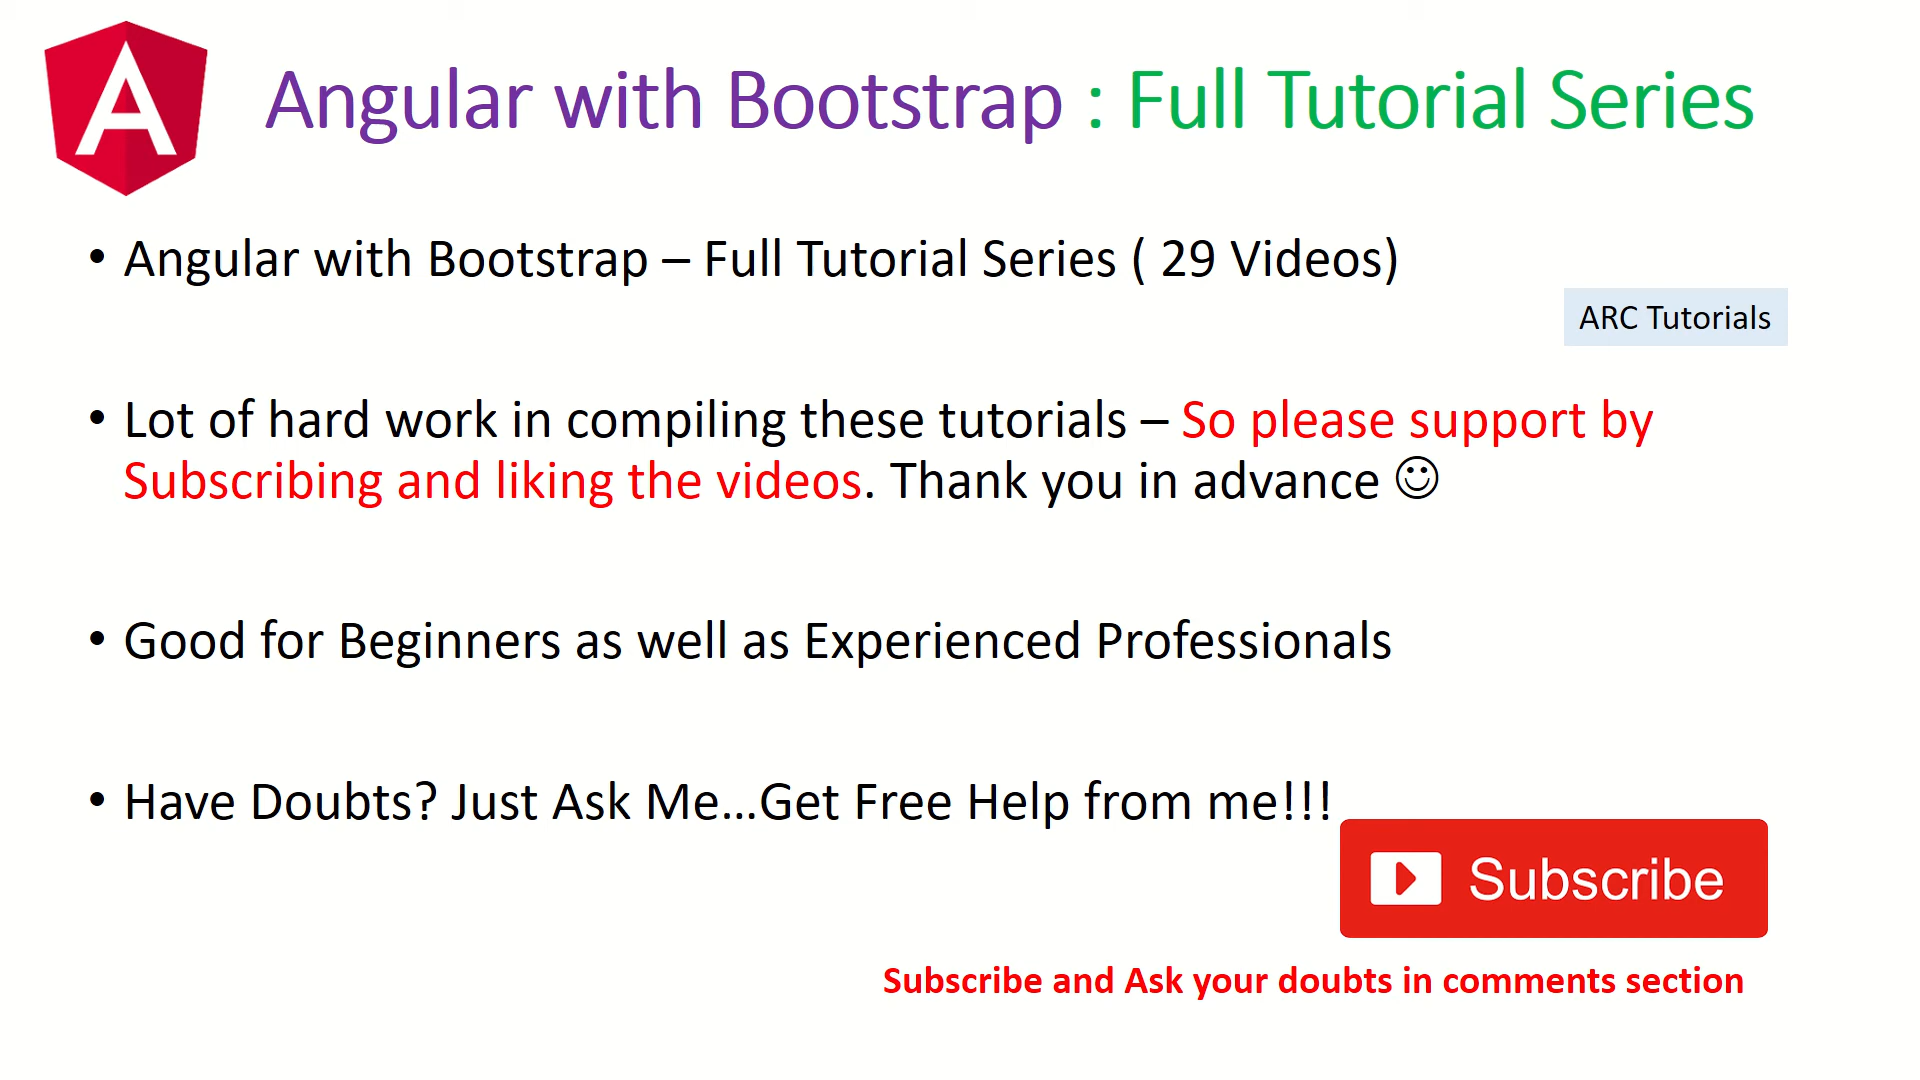 Angular with Bootstrap : Full Tutorial Series
• Angular with Bootstrap – Full Tutorial Series ( 29 Videos)
ARC Tutorials
• Lot of hard work in compiling these tutorials – So please support by
Subscribing and liking the videos. Thank you in advance ☺
• Good for Beginners as well as Experienced Professionals
• Have Doubts? Just Ask Me...Get Free Help from me!!!
Subscribe
Subscribe and Ask your doubts in comments section